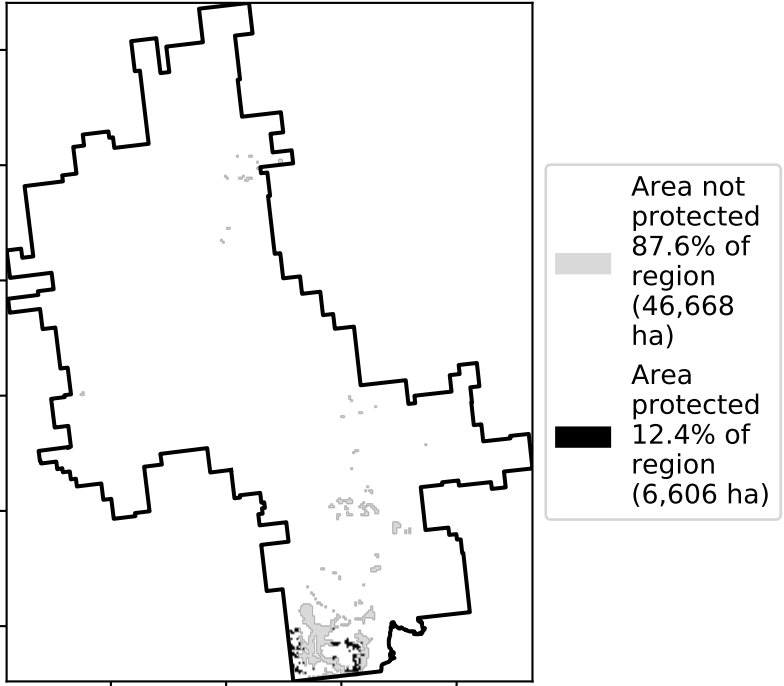 Area not
protected
87.6% of
region
(46,668
ha)
Area
protected
12.4% of
region
(6,606 ha)